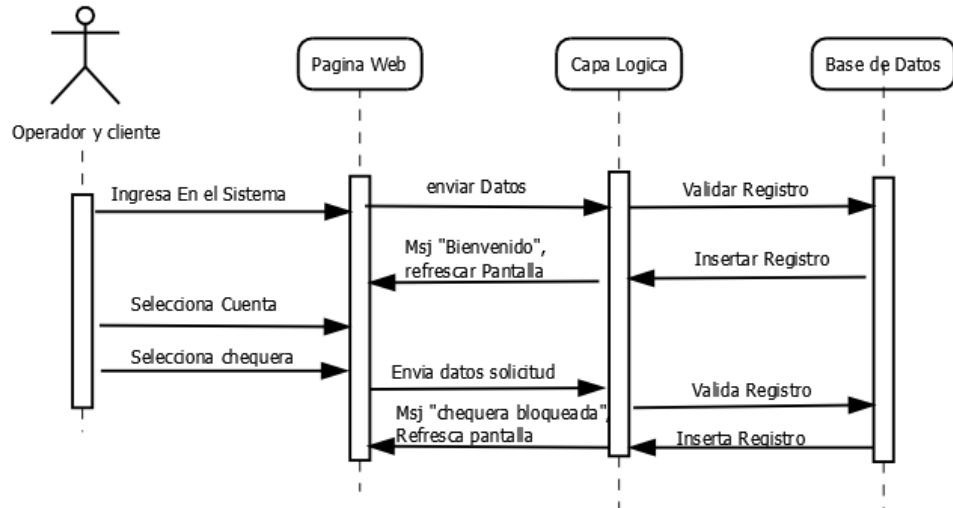 Pagina Web
Capa Logica
Base de Datos
Operador y cliente
Ingresa En el Sistema
enviar Datos
Validar Registro
Msj "Bienvenido",
refrescar Pantalla
Insertar Registro
Selecciona Cuenta
Selecciona chequera
Envia datos solicitud
Valida Registro
Msj "chequera bloqueada",
Refresca pantalla
Inserta Registro